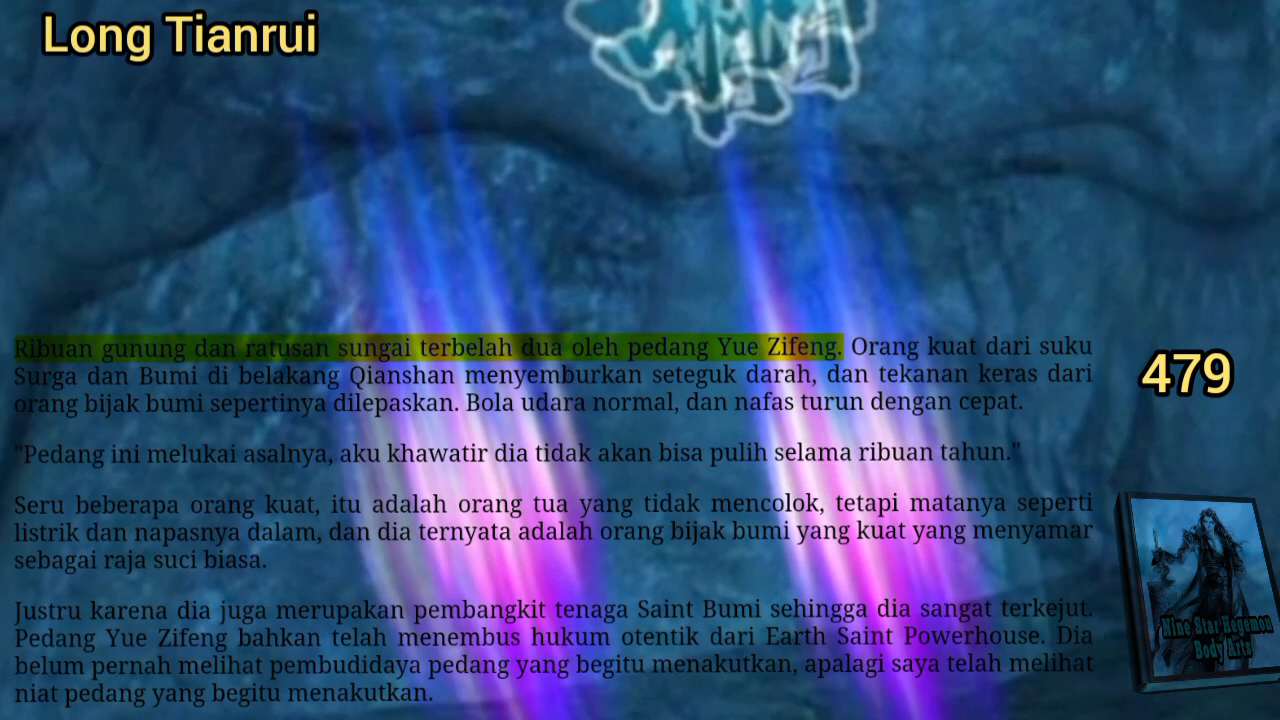 Long Tianrui
Ribuan gunung dan ratusan sungai terbelah dua oleh pedang Yue Zifeng. Orang kuat dari suku
Surga dan Bumi di belakang Qianshan menyemburkan seteguk darah, dan tekanan keras dari
orang bijak bumi sepertinya dilepaskan. Bola udara normal, dan nafas turun dengan cepat.
"Pedang ini melukai asalnya, aku khawatir dia tidak akan bisa pulih selama ribuan tahun."
Seru beberapa orang kuat, itu adalah orang tua yang tidak mencolok, tetapi matanya seperti
listrik dan napasnya dalam, dan dia ternyata adalah orang bijak bumi yang kuat yang menyamar
sebagai raja suci biasa.
Justru karena dia juga merupakan pembangkit tenaga Saint Bumi sehingga dia sangat terkejut.
Pedang Yue Zifeng bahkan telah menembus hukum otentik dari Earth Saint Powerhouse. Dia
belum pernah melihat pembudidaya pedang yang begitu menakutkan, apalagi saya telah melihat
niat pedang yang begitu menakutkan.
479
Nine Star Hegemon
Body Arts